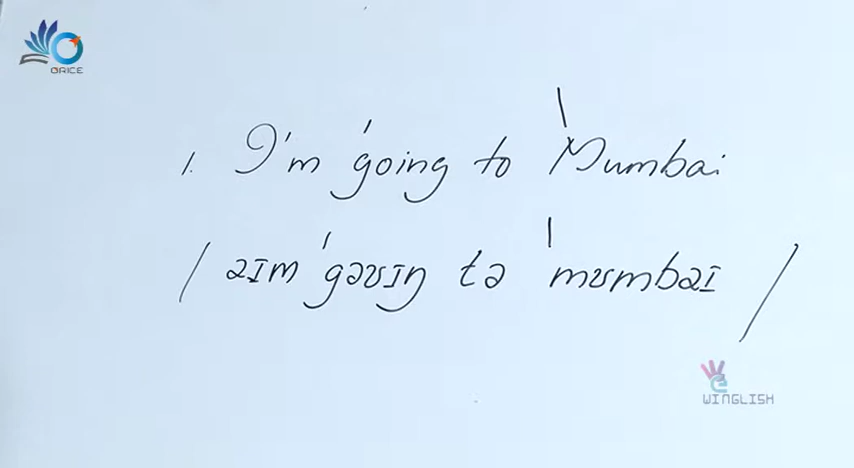 ORICE
1. I'm 'going to 'Mumbai
/ aɪm 'gəʊɪŋ tə 'mʊmbaɪ /
WINGLISH